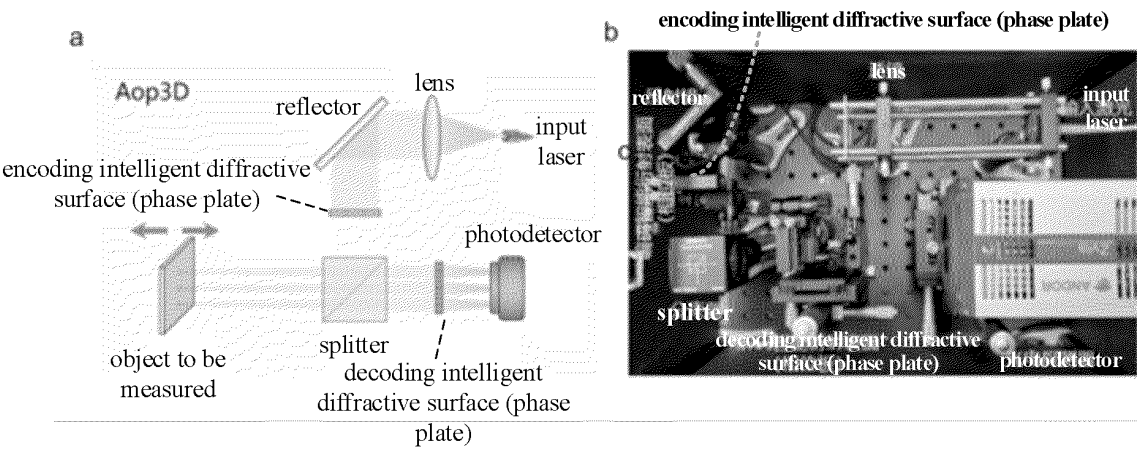 a
Aop3D
reflector
lens
input
laser
encoding intelligent diffractive
surface (phase plate)
photodetector
splitter
object to be
measured
decoding intelligent
diffractive surface (phase
plate)
encoding intelligent diffractive surface (phase plate)
b
lens
reflector
input
laser
c
splitter
decoding intelligent diffractive
surface (phase plate)
photodetector
ANDOR